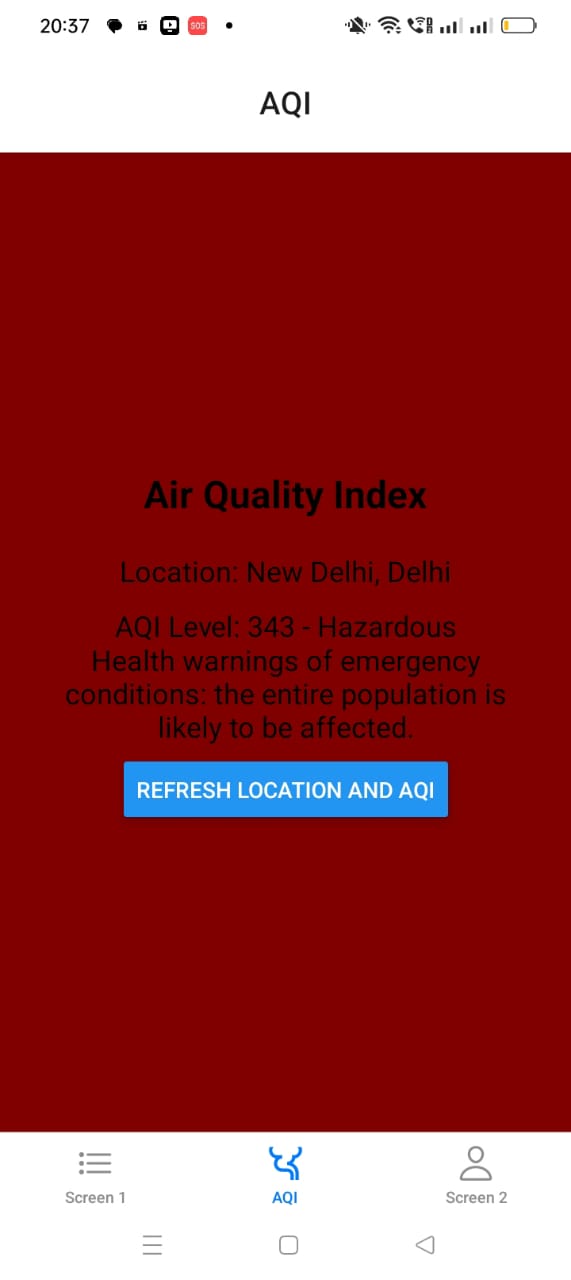 20:37
SOS
AQI
Air Quality Index
Location: New Delhi, Delhi
AQI Level: 343 - Hazardous
Health warnings of emergency
conditions: the entire population is
likely to be affected.
REFRESH LOCATION AND AQI
Screen 1
AQI
Screen 2